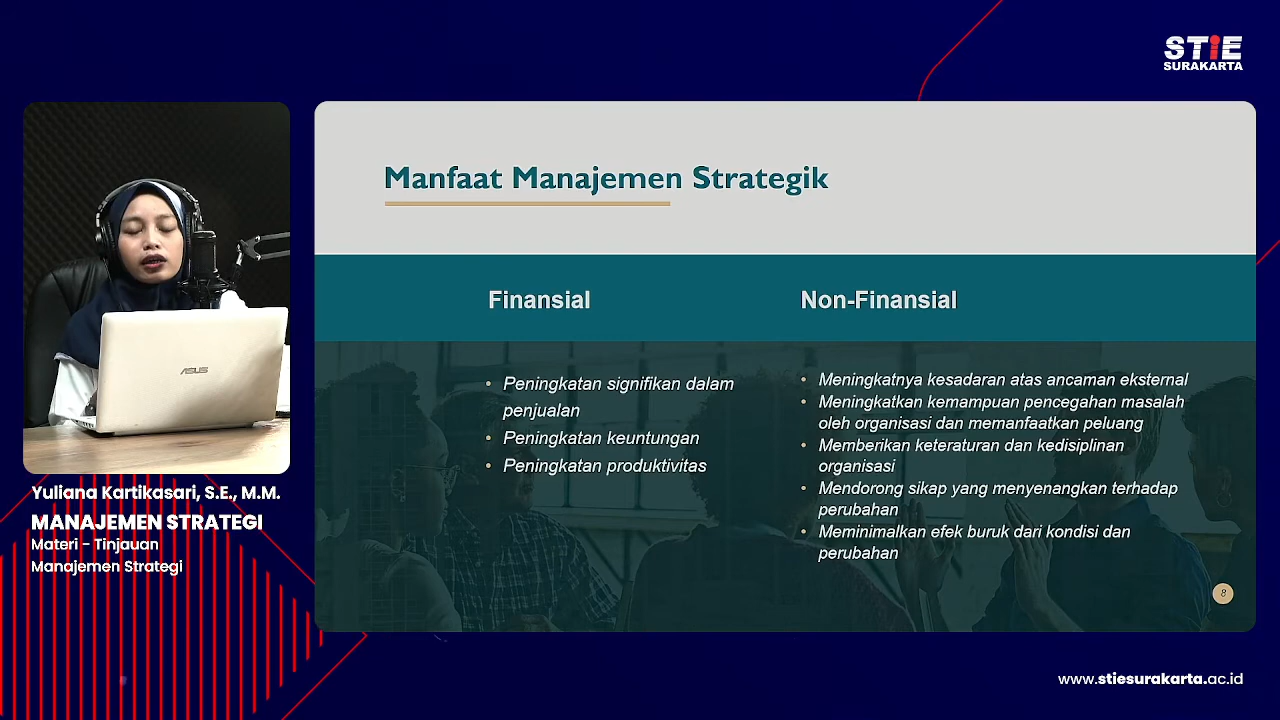 STIE
SURAKARTA
Manfaat Manajemen Strategik
Finansial
Non-Finansial
• Peningkatan signifikan dalam
penjualan
• Peningkatan keuntungan
• Peningkatan produktivitas
• Meningkatnya kesadaran atas ancaman eksternal
• Meningkatkan kemampuan pencegahan masalah
oleh organisasi dan memanfaatkan peluang
• Memberikan keteraturan dan kedisiplinan
organisasi
• Mendorong sikap yang menyenangkan terhadap
perubahan
• Meminimalkan efek buruk dari kondisi dan
perubahan
8
ASUS
Yuliana Kartikasari, S.E., M.M.
MANAJEMEN STRATEGI
Materi - Tinjauan
Manajemen Strategi
www.stiesurakarta.ac.id